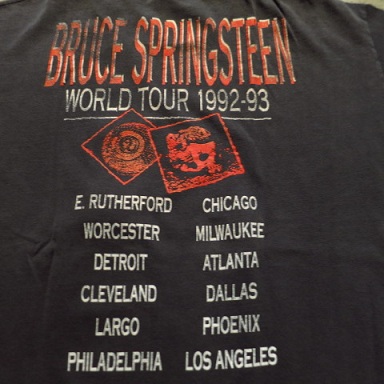 BRUCE SPRINGSTEEN
WORLD TOUR 1992-93
E. RUTHERFORD CHICAGO
WORCESTER MILWAUKEE
DETROIT ATLANTA
CLEVELAND DALLAS
LARGO PHOENIX
PHILADELPHIA LOS ANGELES